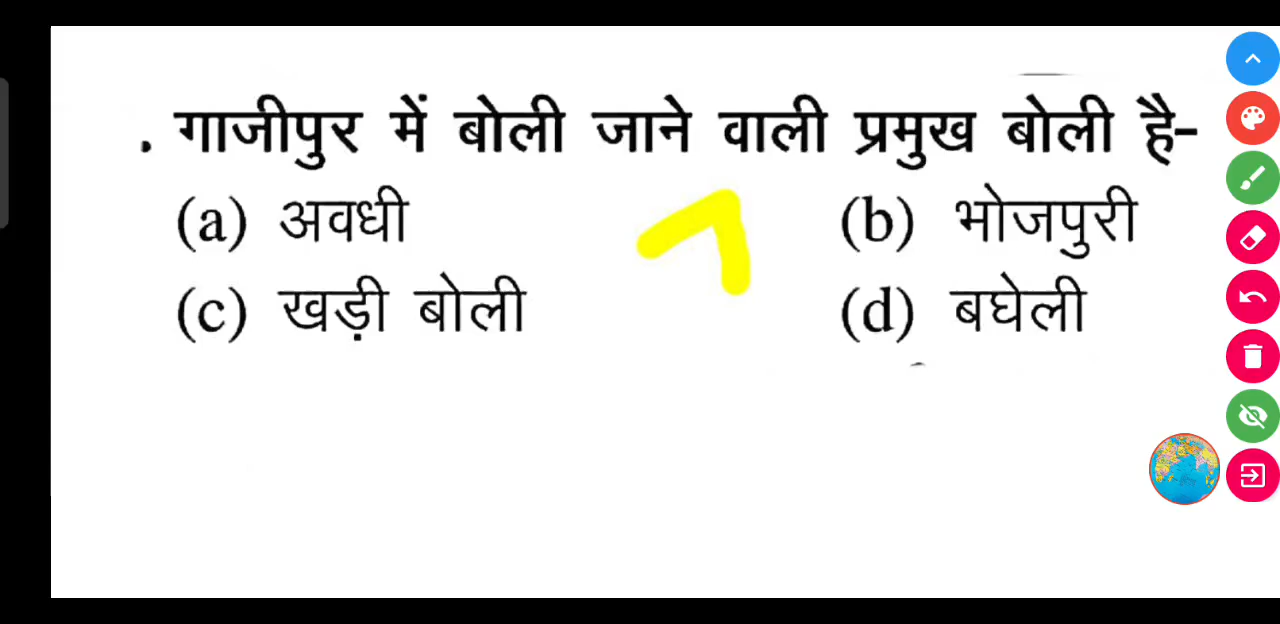 . गाजीपुर में बोली जाने वाली प्रमुख बोली है-
(a) अवधी (b) भोजपुरी
(c) खड़ी बोली (d) बघेली